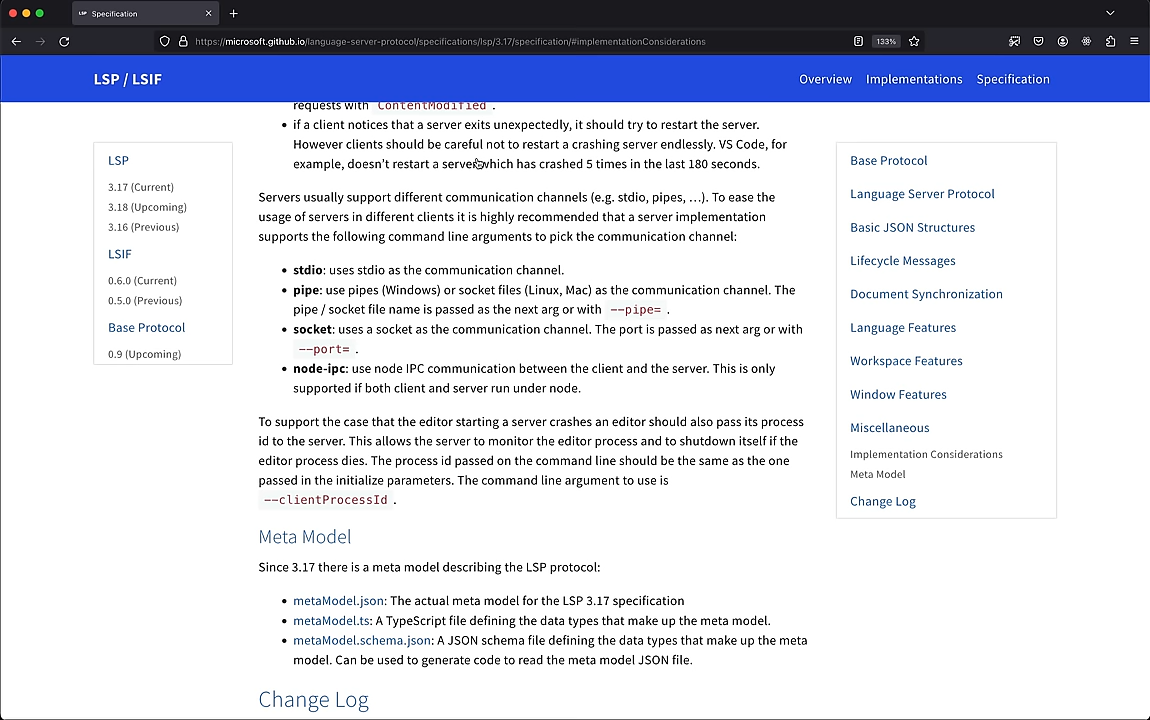 LSP Specification
https://microsoft.github.io/language-server-protocol/specifications/lsp/3.17/specification/#implementationConsiderations
133%
LSP / LSIF
Overview
Implementations
Specification
LSP
3.17 (Current)
3.18 (Upcoming)
3.16 (Previous)
LSIF
0.6.0 (Current)
0.5.0 (Previous)
Base Protocol
0.9 (Upcoming)
requests with ContentModified .
• if a client notices that a server exits unexpectedly, it should try to restart the server.
However clients should be careful not to restart a crashing server endlessly. VS Code, for
example, doesn't restart a server which has crashed 5 times in the last 180 seconds.
Servers usually support different communication channels (e.g. stdio, pipes, …). To ease the
usage of servers in different clients it is highly recommended that a server implementation
supports the following command line arguments to pick the communication channel:
• stdio: uses stdio as the communication channel.
• pipe: use pipes (Windows) or socket files (Linux, Mac) as the communication channel. The
pipe / socket file name is passed as the next arg or with --pipe= .
• socket: uses a socket as the communication channel. The port is passed as next arg or with
--port= .
• node-ipc: use node IPC communication between the client and the server. This is only
supported if both client and server run under node.
To support the case that the editor starting a server crashes an editor should also pass its process
id to the server. This allows the server to monitor the editor process and to shutdown itself if the
editor process dies. The process id passed on the command line should be the same as the one
passed in the initialize parameters. The command line argument to use is
--clientProcessId .
Meta Model
Since 3.17 there is a meta model describing the LSP protocol:
• metaModel.json: The actual meta model for the LSP 3.17 specification
• metaModel.ts: A TypeScript file defining the data types that make up the meta model.
• metaModel.schema.json: A JSON schema file defining the data types that make up the meta
model. Can be used to generate code to read the meta model JSON file.
Change Log
Base Protocol
Language Server Protocol
Basic JSON Structures
Lifecycle Messages
Document Synchronization
Language Features
Workspace Features
Window Features
Miscellaneous
Implementation Considerations
Meta Model
Change Log